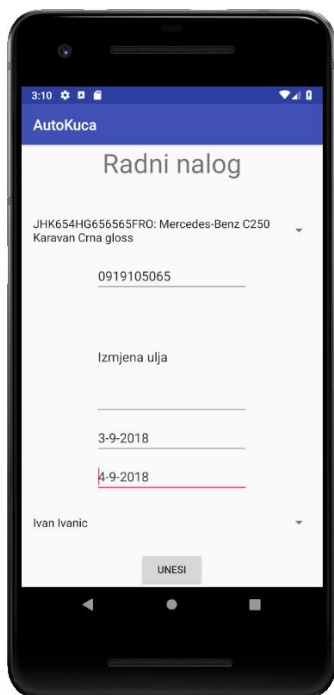 3:10
AutoKuca
Radni nalog
JHK654HG656565FRO: Mercedes-Benz C250
Karavan Crna gloss
0919105065
Izmjena ulja
3-9-2018
4-9-2018
Ivan Ivanic
UNESI